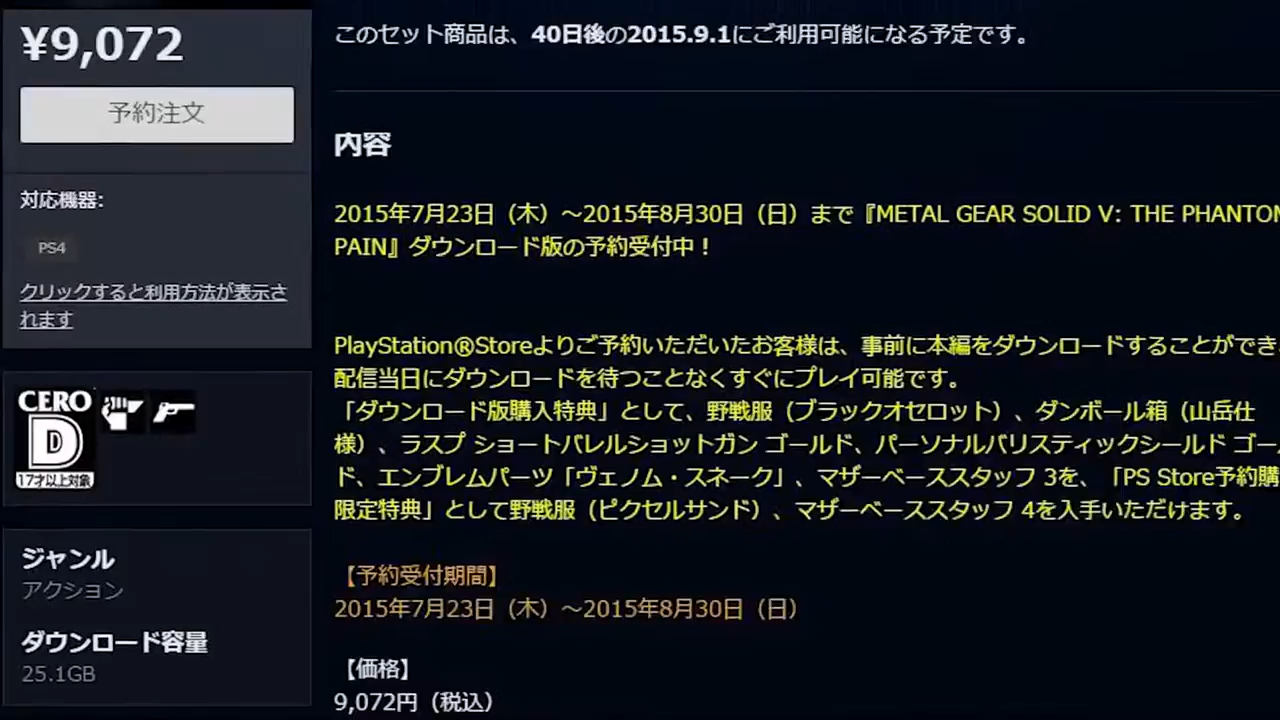 ¥9,072
予約注文
対応機器:
PS4
クリックすると利用方法が表示さ
れます
CERO
D
17才以上対象
ジャンル
アクション
ダウンロード容量
25.1GB
このセット商品は、40日後の2015.9.1にご利用可能になる予定です。
内容
2015年7月23日（木）～2015年8月30日（日）まで『METAL GEAR SOLID V: THE PHANTOM
PAIN』ダウンロード版の予約受付中！
PlayStation®Storeよりご予約いただいたお客様は、事前に本編をダウンロードすることができ
配信当日にダウンロードを待つことなくすぐにプレイ可能です。
「ダウンロード版購入特典」として、野戦服（ブラックオセロット）、ダンボール箱（山岳仕
様）、ラスプ ショートバレルショットガン ゴールド、パーソナルバリスティックシールド ゴー
ド、エンブレムパーツ「ヴェノム・スネーク」、マザーベーススタッフ 3を、「PS Store予約購
限定特典」として野戦服（ピクセルサンド）、マザーベーススタッフ 4を入手いただけます。
【予約受付期間】
2015年7月23日（木）～2015年8月30日（日）
【価格】
9,072円（税込）